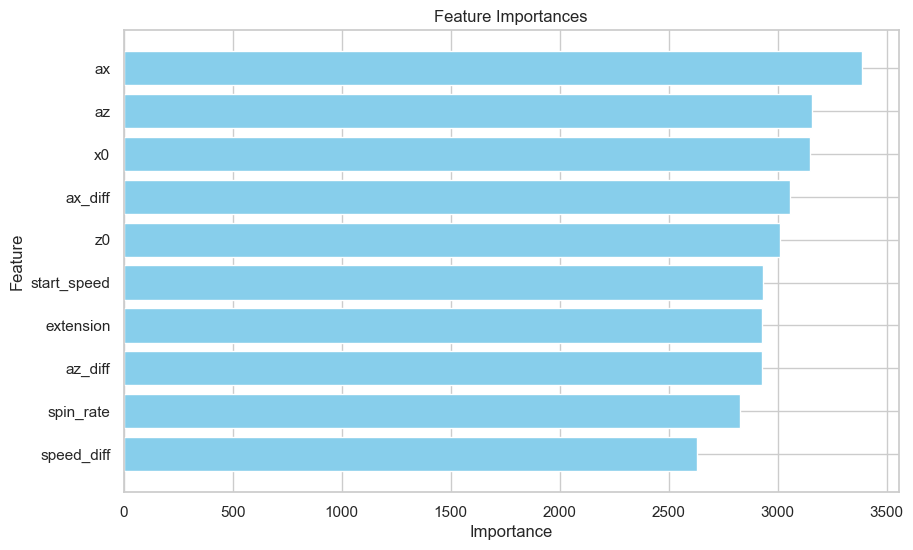 Feature Importances
Feature
ax
az
x0
ax_diff
z0
start_speed
extension
az_diff
spin_rate
speed_diff
0 500 1000 1500 2000 2500 3000 3500
Importance